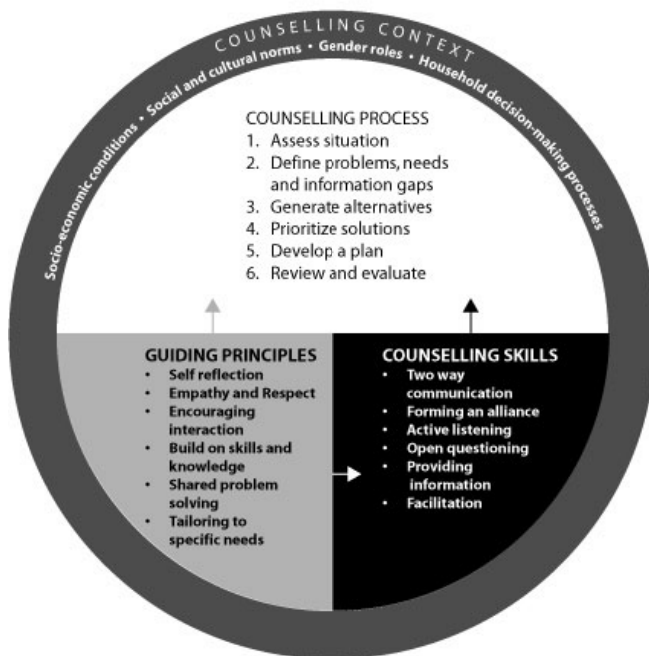 COUNSELLING CONTEXT
Socio-economic conditions • Social and cultural norms • Gender roles • Household decision-making processes
COUNSELLING PROCESS
1. Assess situation
2. Define problems, needs
and information gaps
3. Generate alternatives
4. Prioritize solutions
5. Develop a plan
6. Review and evaluate
GUIDING PRINCIPLES
• Self reflection
• Empathy and Respect
• Encouraging
interaction
• Build on skills and
knowledge
• Shared problem
solving
• Tailoring to
specific needs
COUNSELLING SKILLS
• Two way
communication
• Forming an alliance
• Active listening
• Open questioning
• Providing
information
• Facilitation